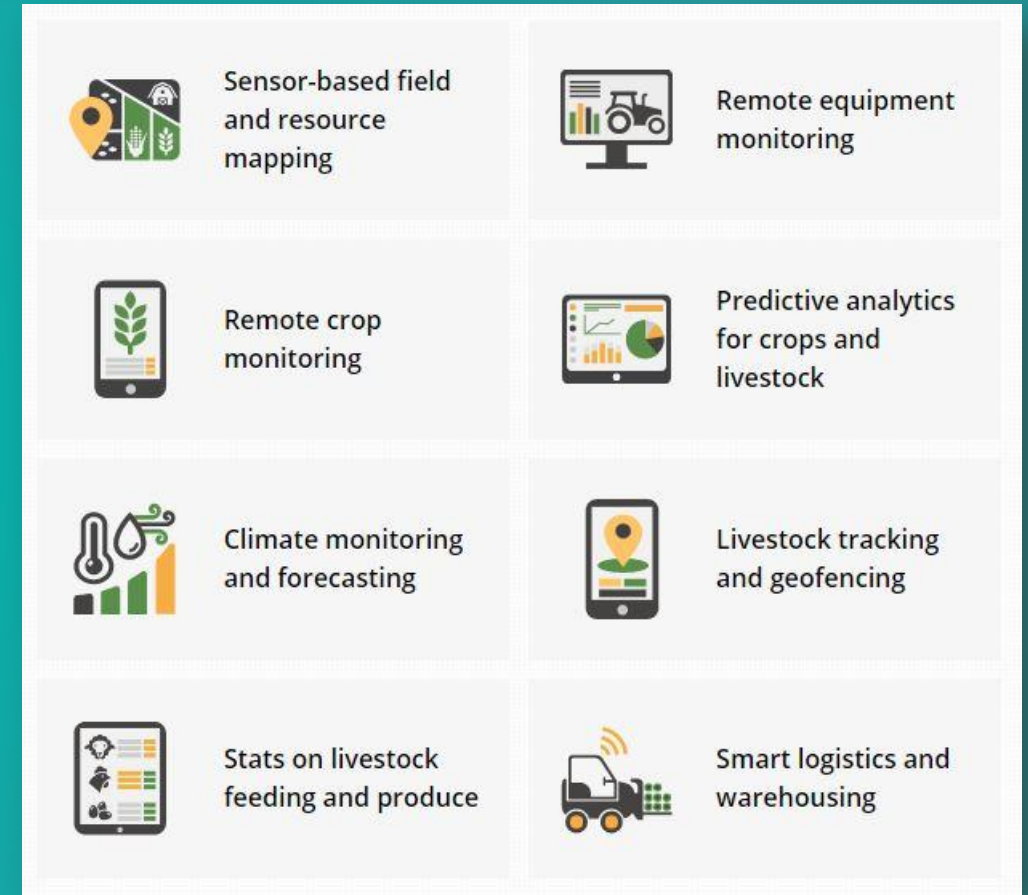 Sensor-based field
and resource
mapping
Remote equipment
monitoring
Remote crop
monitoring
Predictive analytics
for crops and
livestock
Climate monitoring
and forecasting
Livestock tracking
and geofencing
Stats on livestock
feeding and produce
Smart logistics and
warehousing